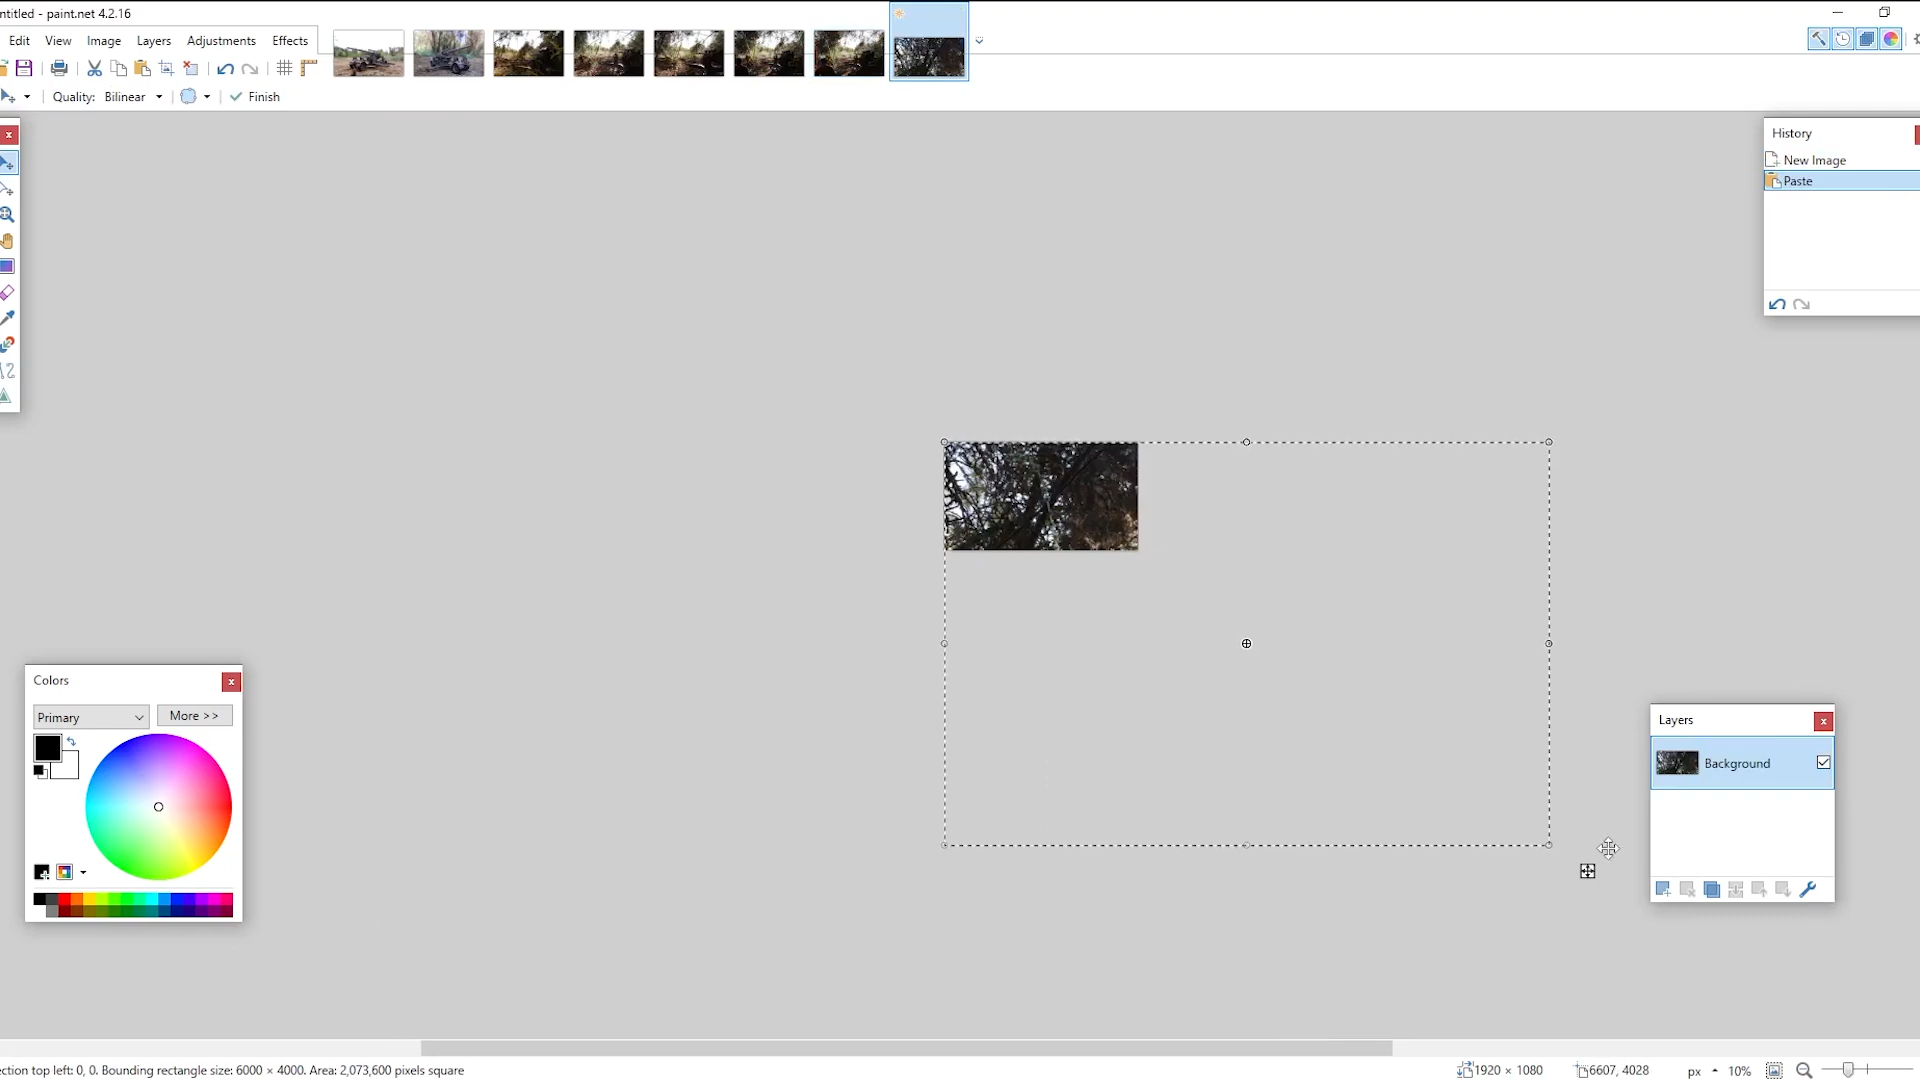 ntitled - paint.net 4.2.16
Edit View Image Layers Adjustments Effects
Quality: Bilinear Finish
History
New Image
Paste
Colors
Primary More >>
Layers
Background
ection top left: 0, 0. Bounding rectangle size: 6000 × 4000. Area: 2,073,600 pixels square 1920 × 1080 6607, 4028 px 10%